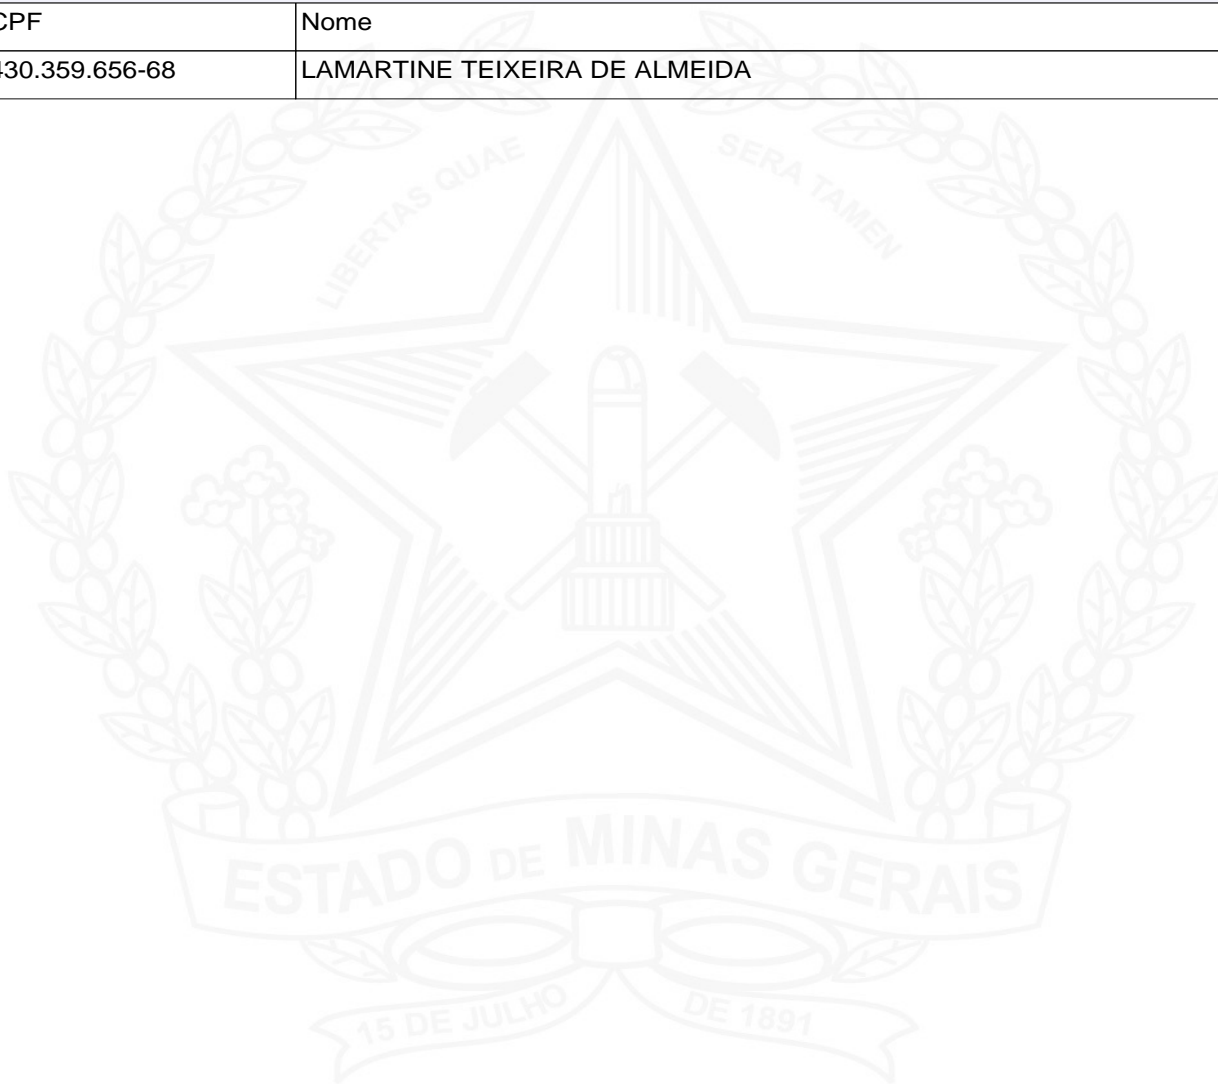 CPF Nome
430.359.656-68 LAMARTINE TEIXEIRA DE ALMEIDA
LIBERTAS QUAE SERA TAMEN
ESTADO DE MINAS GERAIS
15 DE JULHO DE 1891